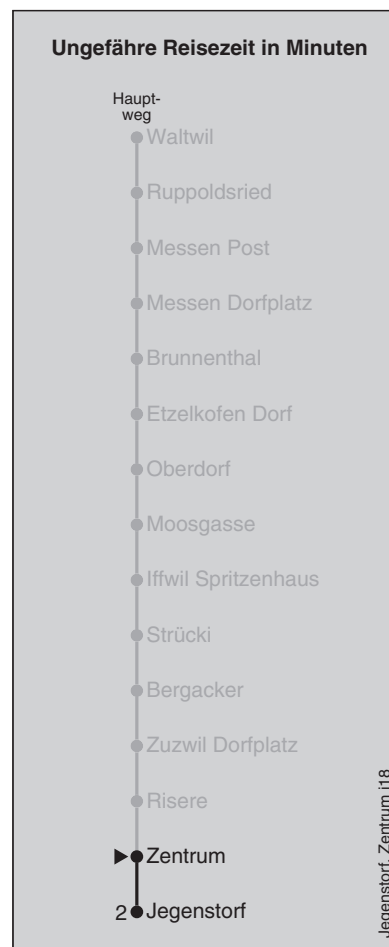 Ungefähre Reisezeit in Minuten
Haupt-
weg
Waltwil
Ruppoldsried
Messen Post
Messen Dorfplatz
Brunnenthal
Etzelkofen Dorf
Oberdorf
Moosgasse
Iffwil Spritzenhaus
Strücki
Bergacker
Zuzwil Dorfplatz
Risere
Zentrum
2 Jegenstorf
Jegenstorf, Zentrum i18